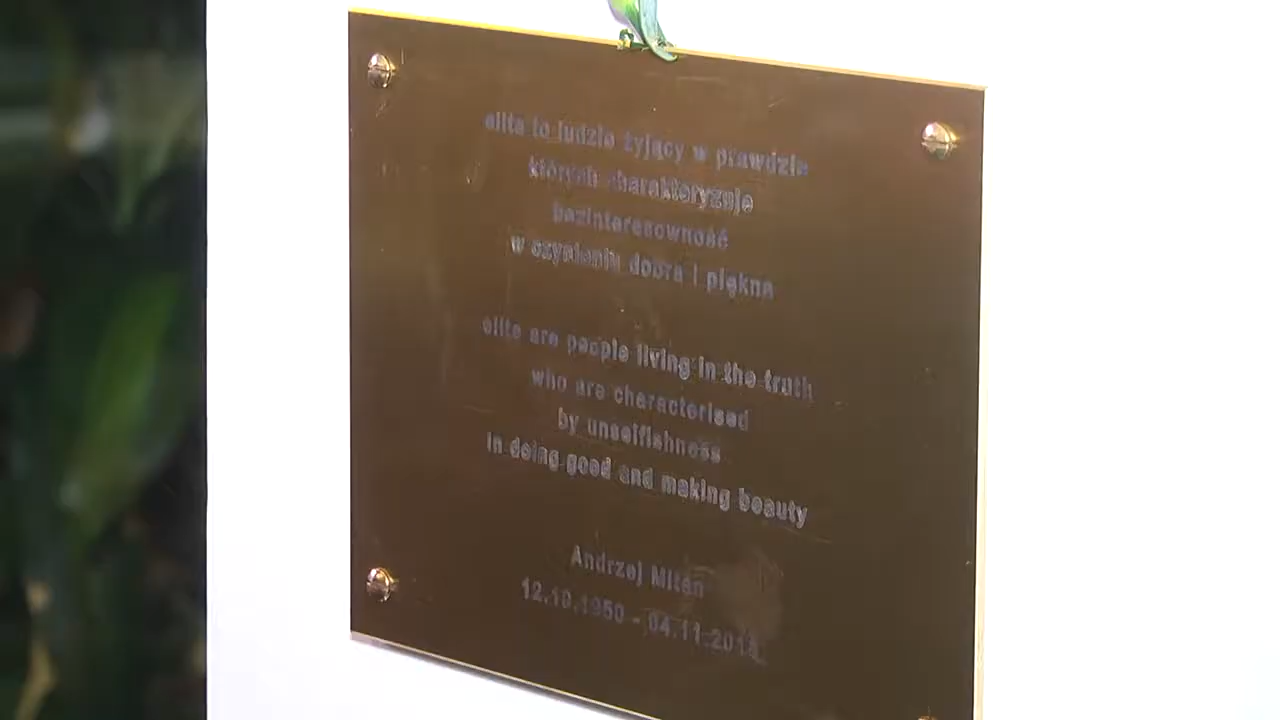 elita to ludzie żyjący w prawdzie
których charakteryzuje
bezinteresowność
w czynieniu dobra i piękna
elite are people living in the truth
who are characterised
by unselfishness
in doing good and making beauty
Andrzej Mitan
12.10.1950 - 04.11.2018